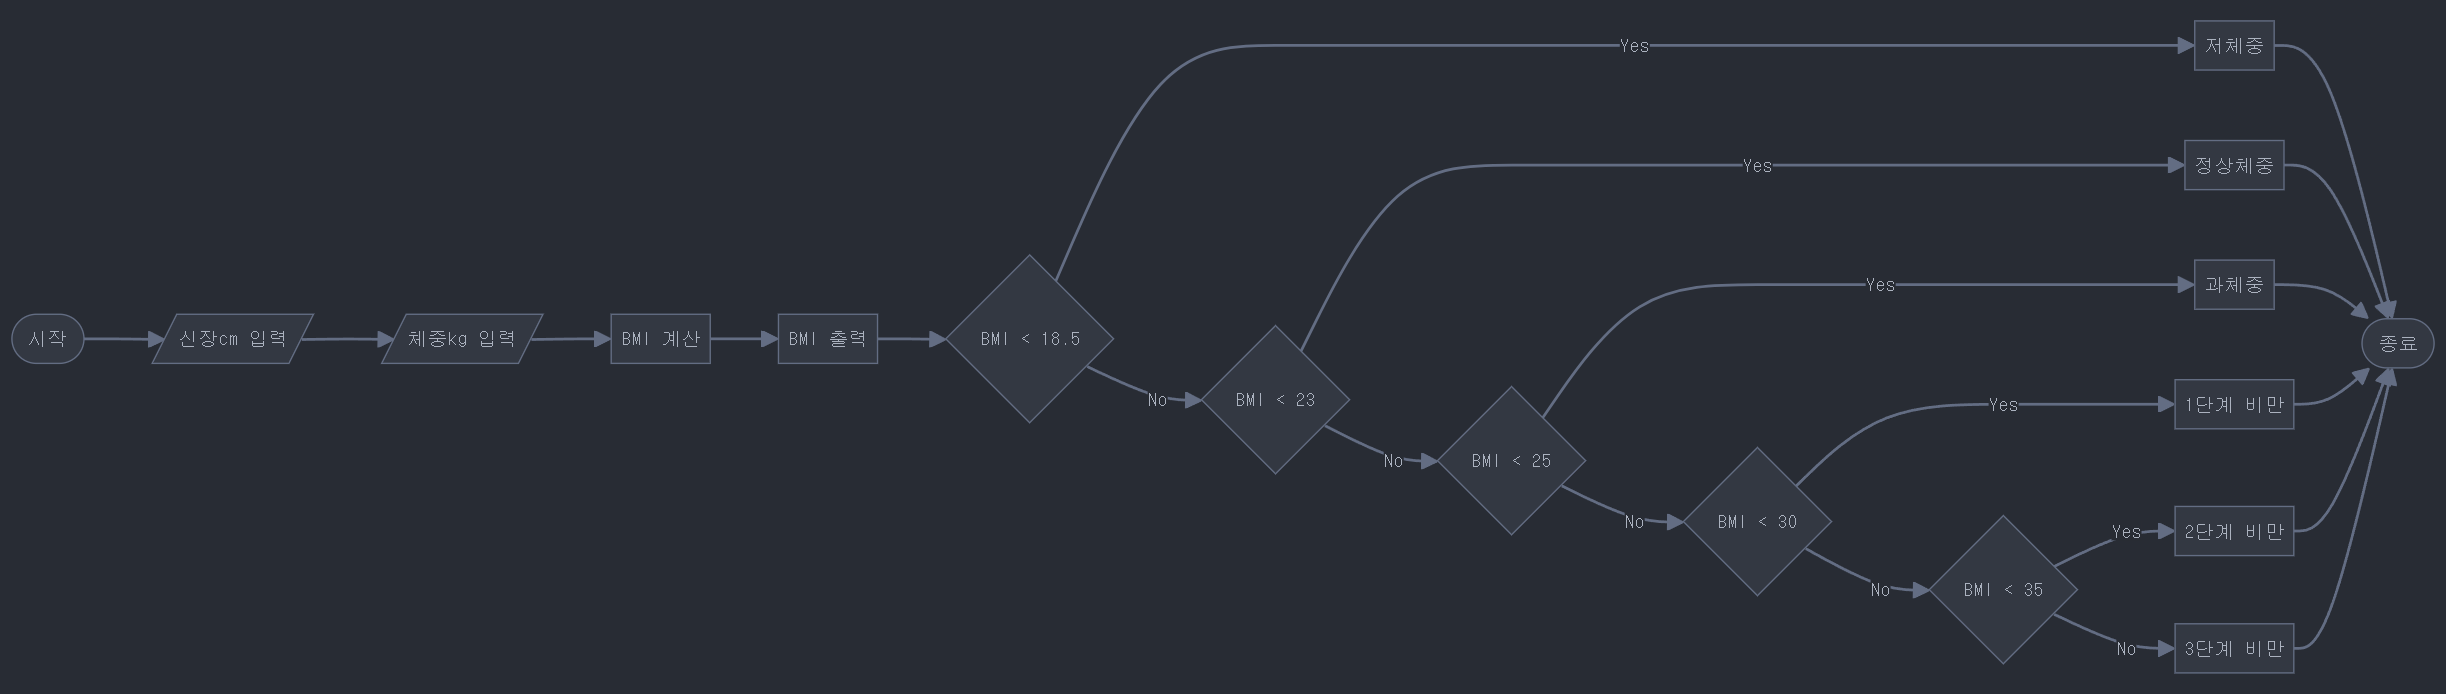 시작
신장cm 입력
체중kg 입력
BMI 계산
BMI 출력
BMI < 18.5
Yes
저체중
No
BMI < 23
Yes
정상체중
No
BMI < 25
Yes
과체중
No
BMI < 30
Yes
1단계 비만
No
BMI < 35
Yes
2단계 비만
No
3단계 비만
종료